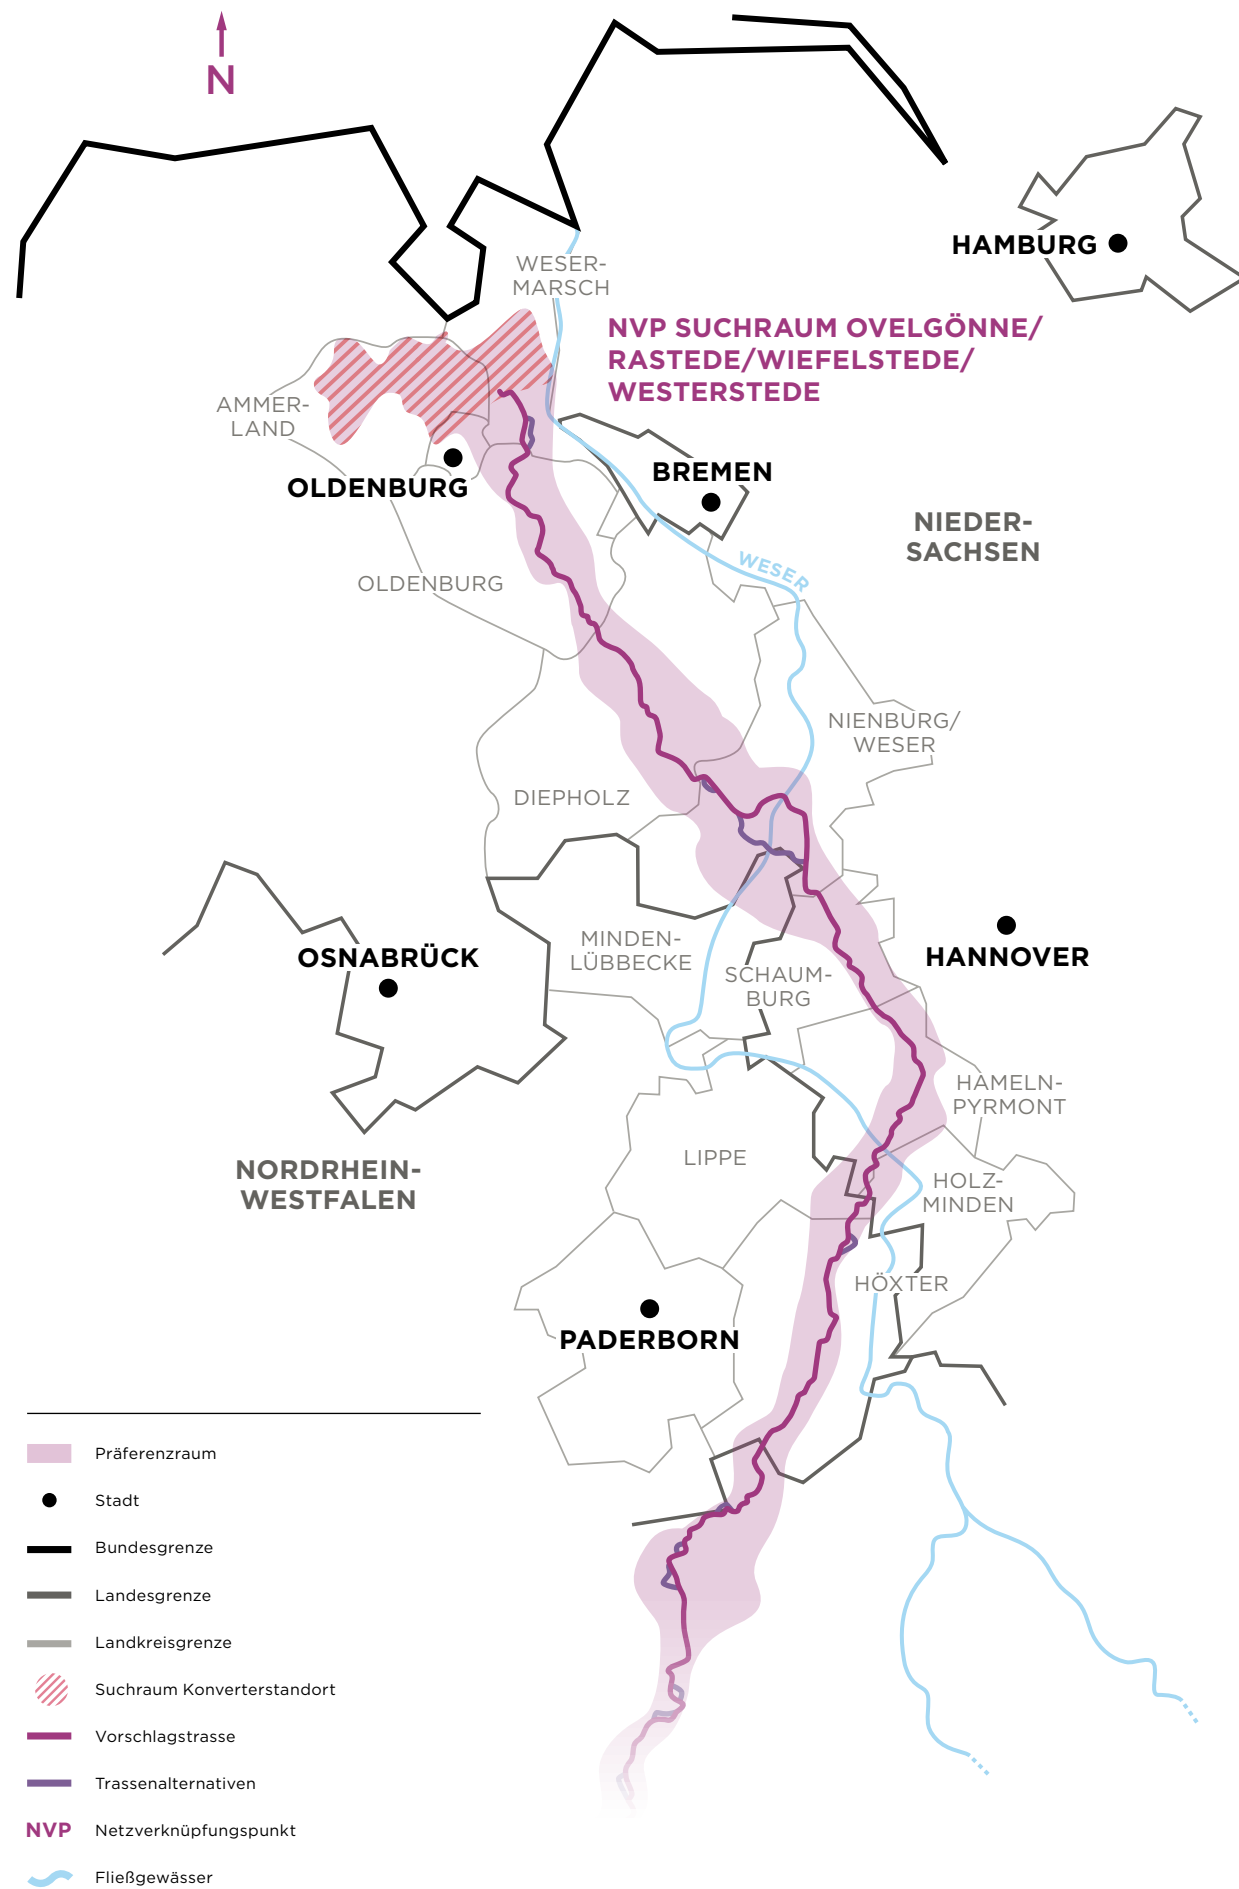 N
HAMBURG
WESER-
MARSCH
NVP SUCHRAUM OVELGÖNNE/
RASTEDE/WIEFELSTEDE/
WESTERSTEDE
AMMER-
LAND
OLDENBURG
BREMEN
NIEDER-
SACHSEN
WESER
OLDENBURG
NIENBURG/
WESER
DIEPHOLZ
OSNABRÜCK
MINDEN-
LÜBBECKE
SCHAUM-
BURG
HANNOVER
HAMELN-
PYRMONT
NORDRHEIN-
WESTFALEN
LIPPE
HOLZ-
MINDEN
HÖXTER
PADERBORN
Präferenzraum
Stadt
Bundesgrenze
Landesgrenze
Landkreisgrenze
Suchraum Konverterstandort
Vorschlagstrasse
Trassenalternativen
NVP Netzverknüpfungspunkt
Fließgewässer